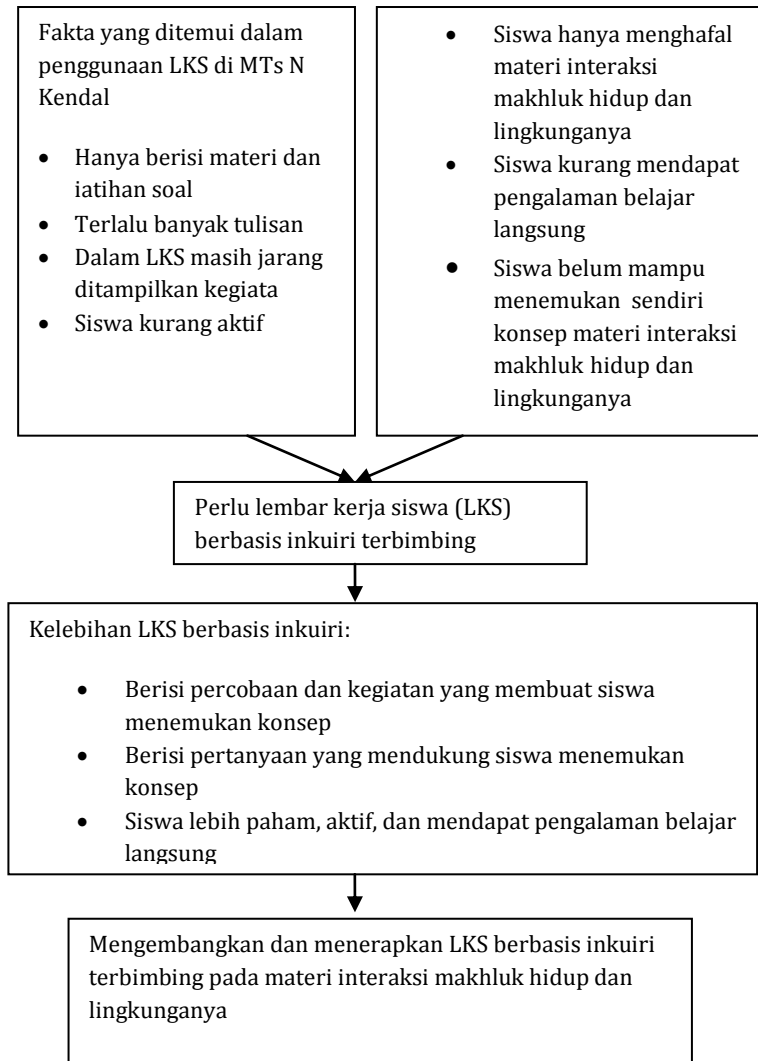 Fakta yang ditemui dalam
penggunaan LKS di MTs N
Kendal
• Hanya berisi materi dan
iatihan soal
• Terlalu banyak tulisan
• Dalam LKS masih jarang
ditampilkan kegiata
• Siswa kurang aktif
• Siswa hanya menghafal
materi interaksi
makhluk hidup dan
lingkunganya
• Siswa kurang mendapat
pengalaman belajar
langsung
• Siswa belum mampu
menemukan sendiri
konsep materi interaksi
makhluk hidup dan
lingkunganya
Perlu lembar kerja siswa (LKS)
berbasis inkuiri terbimbing
Kelebihan LKS berbasis inkuiri:
• Berisi percobaan dan kegiatan yang membuat siswa
menemukan konsep
• Berisi pertanyaan yang mendukung siswa menemukan
konsep
• Siswa lebih paham, aktif, dan mendapat pengalaman belajar
langsung
Mengembangkan dan menerapkan LKS berbasis inkuiri
terbimbing pada materi interaksi makhluk hidup dan
lingkunganya